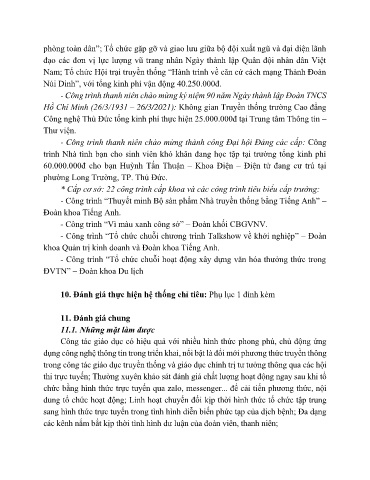 phòng toàn dân”; Tổ chức gặp gỡ và giao lưu giữa bộ đội xuất ngũ và đại diện lãnh
đạo các đơn vị lực lượng vũ trang nhân Ngày thành lập Quân đội nhân dân Việt
Nam; Tổ chức Hội trại truyền thống “Hành trình về căn cứ cách mạng Thành Đoàn
Núi Dinh”, với tổng kinh phí vận động 40.250.000đ.
- Công trình thanh niên chào mừng kỷ niệm 90 năm Ngày thành lập Đoàn TNCS
Hồ Chí Minh (26/3/1931 – 26/3/2021): Không gian Truyền thống trường Cao đẳng
Công nghệ Thủ Đức tổng kinh phí thực hiện 25.000.000đ tại Trung tâm Thông tin –
Thư viện.
- Công trình thanh niên chào mừng thành công Đại hội Đảng các cấp: Công
trình Nhà tình bạn cho sinh viên khó khăn đang học tập tại trường tổng kinh phí
60.000.000đ cho bạn Huỳnh Tấn Thuận – Khoa Điện – Điện tử đang cư trú tại
phường Long Trường, TP. Thủ Đức.
* Cấp cơ sở: 22 công trình cấp khoa và các công trình tiêu biểu cấp trường:
- Công trình “Thuyết minh Bộ sản phẩm Nhà truyền thống bằng Tiếng Anh” –
Đoàn khoa Tiếng Anh.
- Công trình “Vì màu xanh công sở” – Đoàn khối CBGVNV.
- Công trình “Tổ chức chuỗi chương trình Talkshow về khởi nghiệp” – Đoàn
khoa Quản trị kinh doanh và Đoàn khoa Tiếng Anh.
- Công trình “Tổ chức chuỗi hoạt động xây dựng văn hóa thưởng thức trong
ĐVTN” – Đoàn khoa Du lịch
10. Đánh giá thực hiện hệ thống chỉ tiêu: Phụ lục 1 đính kèm
11. Đánh giá chung
11.1. Những mặt làm được
Công tác giáo dục có hiệu quả với nhiều hình thức phong phú, chủ động ứng
dụng công nghệ thông tin trong triển khai, nổi bật là đổi mới phương thức truyền thông
trong công tác giáo dục truyền thống và giáo dục chính trị tư tưởng thông qua các hội
thi trực tuyến; Thường xuyên khảo sát đánh giá chất lượng hoạt động ngay sau khi tổ
chức bằng hình thức trực tuyến qua zalo, messenger... để cải tiến phương thức, nội
dung tổ chức hoạt động; Linh hoạt chuyển đổi kịp thời hình thức tổ chức tập trung
sang hình thức trực tuyến trong tình hình diễn biến phức tạp của dịch bệnh; Đa dạng
các kênh nắm bắt kịp thời tình hình dư luận của đoàn viên, thanh niên;